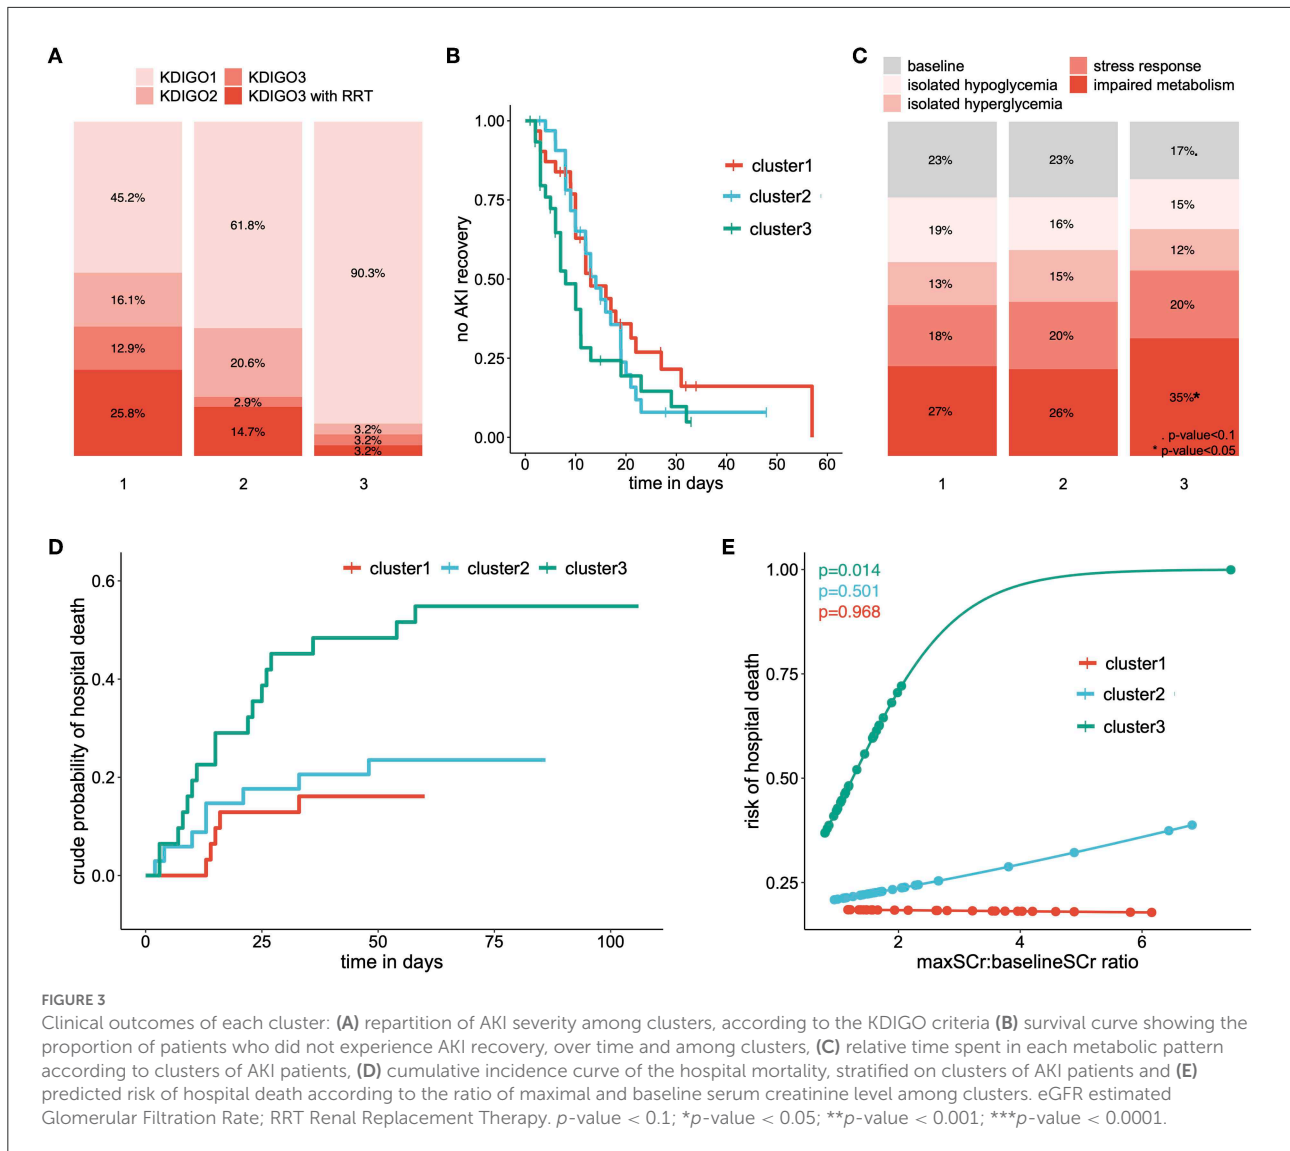 A
KDIGO1
KDIGO3
KDIGO2
KDIGO3 with RRT
45.2%
16.1%
12.9%
25.8%
61.8%
20.6%
2.9%
14.7%
90.3%
3.2%
3.2%
3.2%
1
2
3
B
no AKI recovery
1.00
0.75
0.50
0.25
0.00
cluster1
cluster2
cluster3
0
10
20
30
40
50
60
time in days
C
baseline
stress response
isolated hypoglycemia
impaired metabolism
isolated hyperglycemia
23%
19%
13%
18%
27%
23%
16%
15%
20%
26%
17%.
15%
12%
20%
35%*
. p-value<0.1
* p-value<0.05
1
2
3
D
cluster1
cluster2
cluster3
crude probability of hospital death
0.6
0.4
0.2
0.0
0
25
50
75
100
time in days
E
p=0.014
p=0.501
p=0.968
risk of hospital death
1.00
0.75
0.50
0.25
cluster1
cluster2
cluster3
2
4
6
maxSCr:baselineSCr ratio
FIGURE 3
Clinical outcomes of each cluster: (A) repartition of AKI severity among clusters, according to the KDIGO criteria (B) survival curve showing the
proportion of patients who did not experience AKI recovery, over time and among clusters, (C) relative time spent in each metabolic pattern
according to clusters of AKI patients, (D) cumulative incidence curve of the hospital mortality, stratified on clusters of AKI patients and (E)
predicted risk of hospital death according to the ratio of maximal and baseline serum creatinine level among clusters. eGFR estimated
Glomerular Filtration Rate; RRT Renal Replacement Therapy. p-value < 0.1; *p-value < 0.05; **p-value < 0.001; ***p-value < 0.0001.